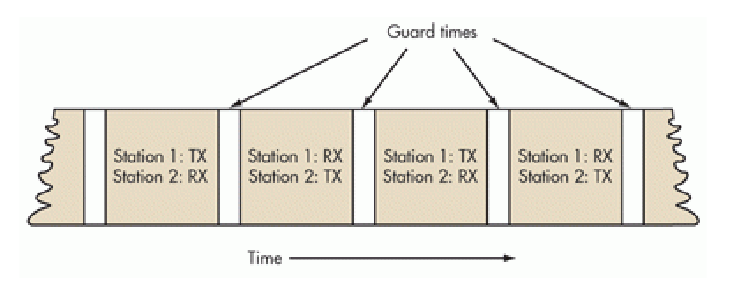 Guard times
Station 1: TX
Station 2: RX
Station 1: RX
Station 2: TX
Station 1: TX
Station 2: RX
Station 1: RX
Station 2: TX
Time